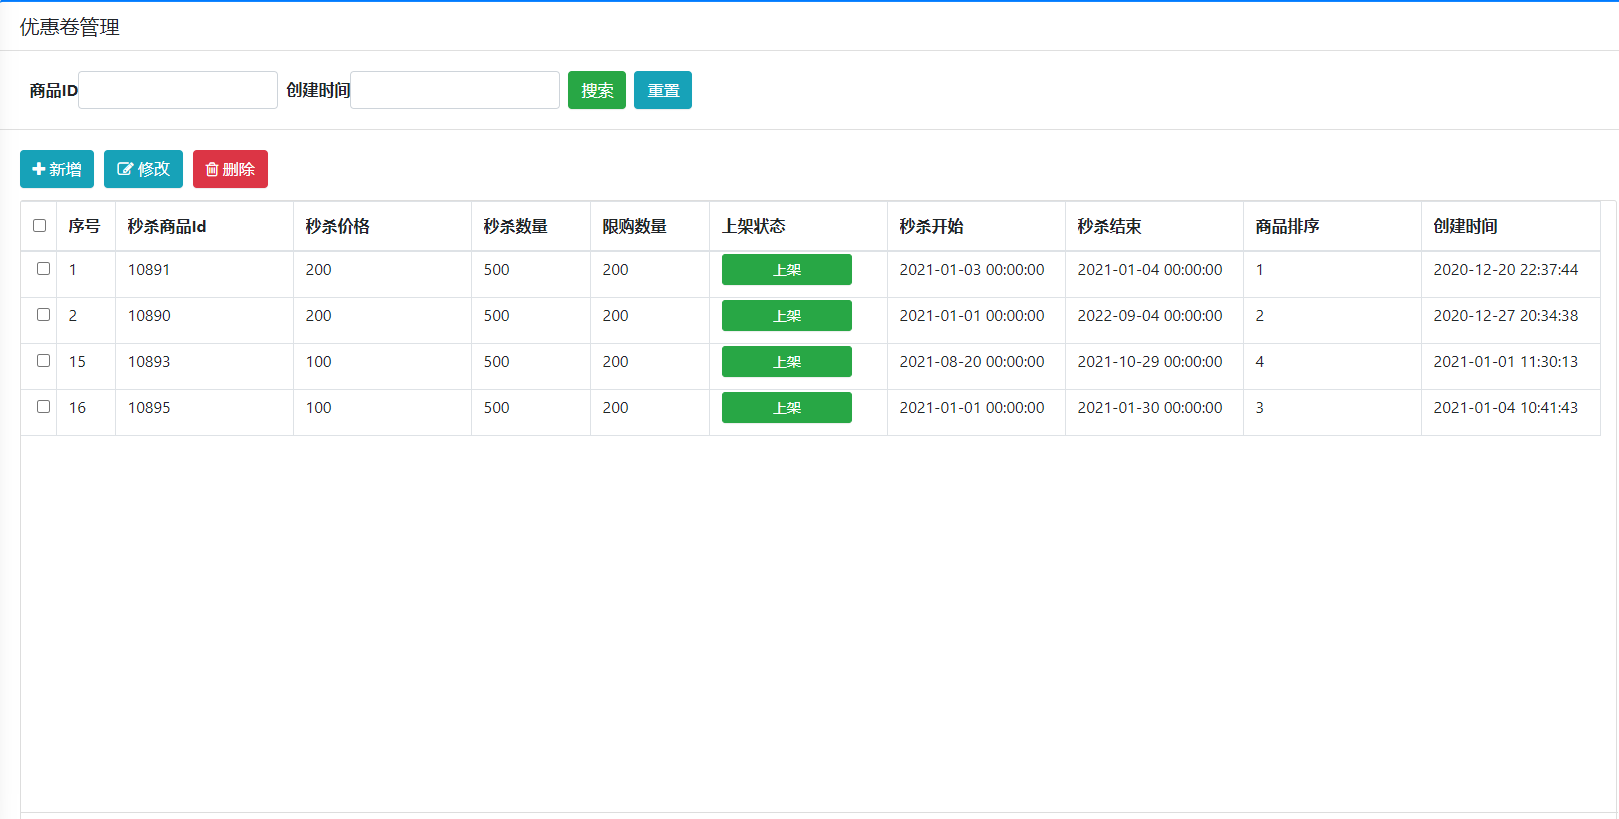 优惠卷管理
商品ID 创建时间 搜索 重置
新增 修改 删除
序号 秒杀商品Id 秒杀价格 秒杀数量 限购数量 上架状态 秒杀开始 秒杀结束 商品排序 创建时间
1 10891 200 500 200 上架 2021-01-03 00:00:00 2021-01-04 00:00:00 1 2020-12-20 22:37:44
2 10890 200 500 200 上架 2021-01-01 00:00:00 2022-09-04 00:00:00 2 2020-12-27 20:34:38
15 10893 100 500 200 上架 2021-08-20 00:00:00 2021-10-29 00:00:00 4 2021-01-01 11:30:13
16 10895 100 500 200 上架 2021-01-01 00:00:00 2021-01-30 00:00:00 3 2021-01-04 10:41:43